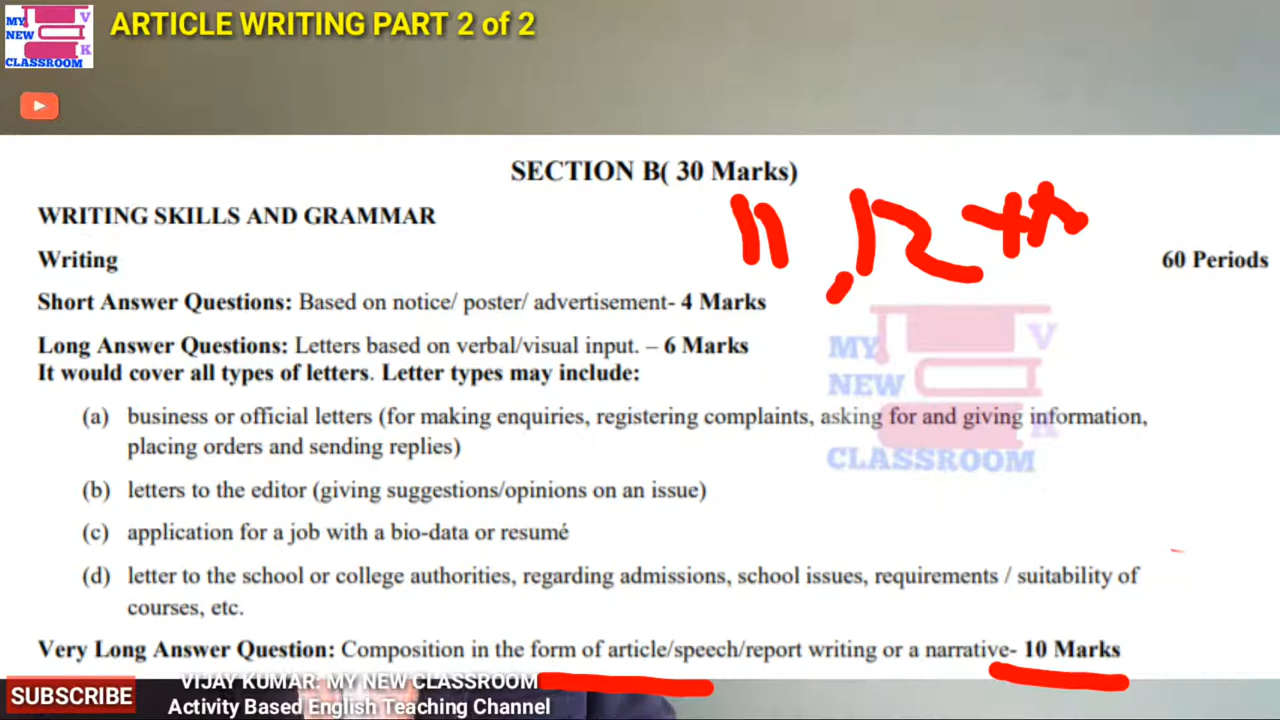 MY
NEW
V
K
CLASSROOM
ARTICLE WRITING PART 2 of 2
SECTION B( 30 Marks)
WRITING SKILLS AND GRAMMAR
11, 12
Writing
60 Periods
Short Answer Questions: Based on notice/ poster/ advertisement- 4 Marks
Long Answer Questions: Letters based on verbal/visual input. – 6 Marks
It would cover all types of letters. Letter types may include:
MY
NEW
V
K
CLASSROOM
(a) business or official letters (for making enquiries, registering complaints, asking for and giving information,
placing orders and sending replies)
(b) letters to the editor (giving suggestions/opinions on an issue)
(c) application for a job with a bio-data or resumé
(d) letter to the school or college authorities, regarding admissions, school issues, requirements / suitability of
courses, etc.
Very Long Answer Question: Composition in the form of article/speech/report writing or a narrative- 10 Marks
SUBSCRIBE
VIJAY KUMAR: MY NEW CLASSROOM
Activity Based English Teaching Channel